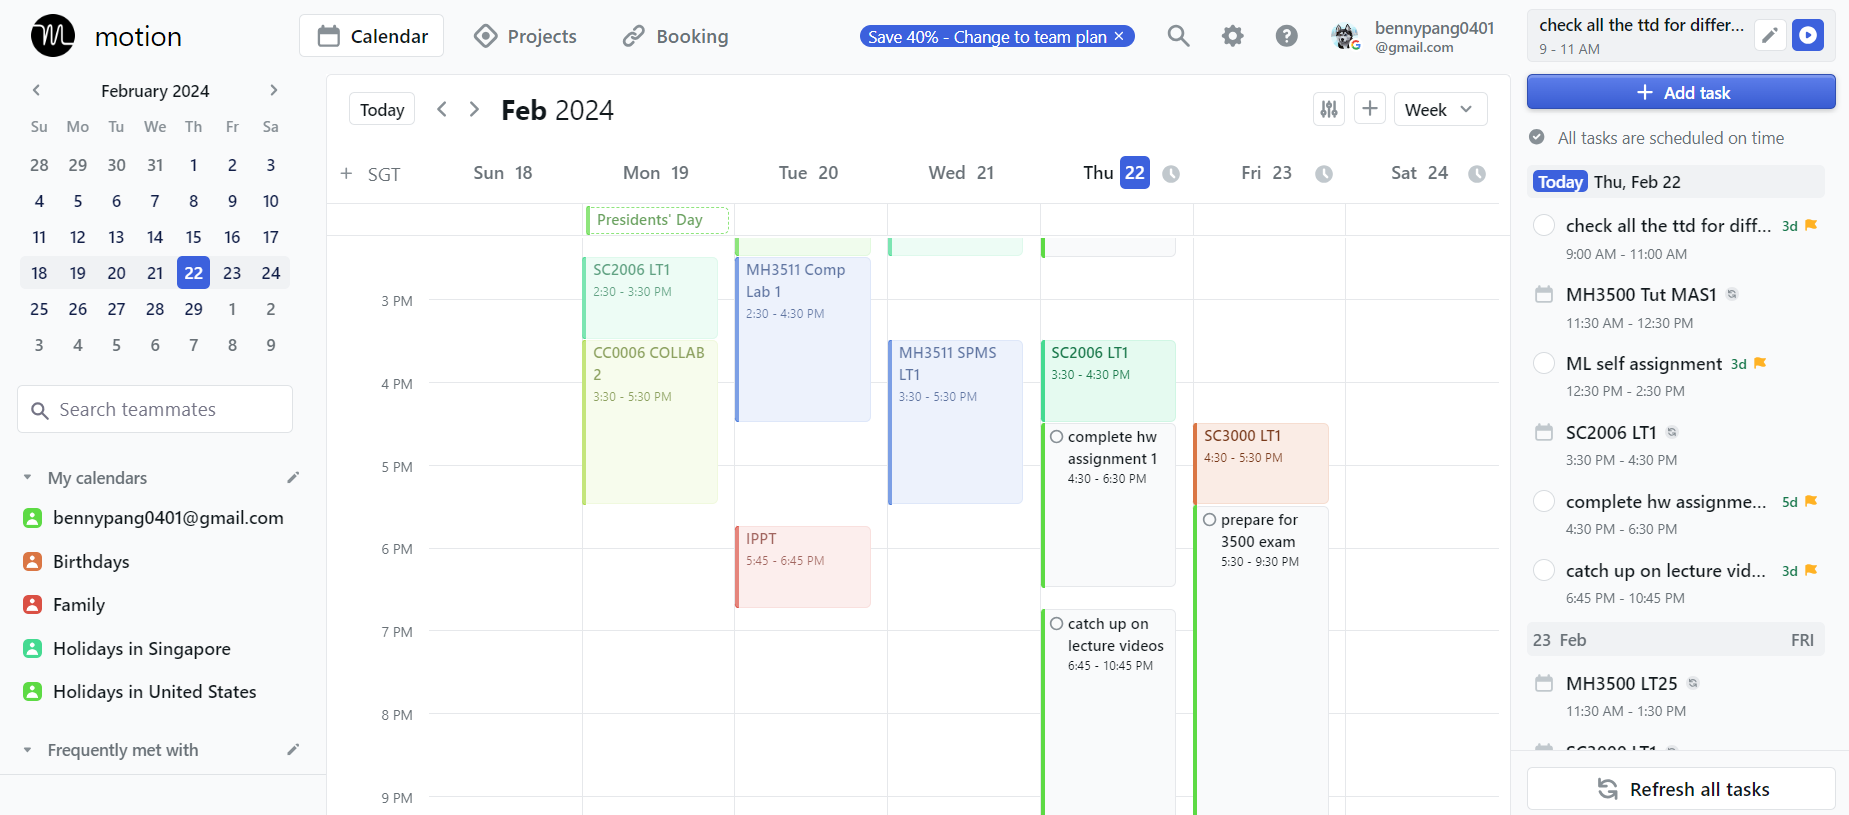 motion
Calendar
Projects
Booking
Save 40% - Change to team plan ×
bennypang0401
@gmail.com
February 2024
Su Mo Tu We Th Fr Sa
28 29 30 31 1 2 3
4 5 6 7 8 9 10
11 12 13 14 15 16 17
18 19 20 21 22 23 24
25 26 27 28 29 1 2
3 4 5 6 7 8 9
Search teammates
My calendars
bennypang0401@gmail.com
Birthdays
Family
Holidays in Singapore
Holidays in United States
Frequently met with
Today
Feb 2024
Week
+ SGT
Sun 18
Mon 19
Tue 20
Wed 21
Thu 22
Fri 23
Sat 24
Presidents' Day
3 PM
4 PM
5 PM
6 PM
7 PM
8 PM
9 PM
SC2006 LT1
2:30 - 3:30 PM
CC0006 COLLAB
2
3:30 - 5:30 PM
MH3511 Comp
Lab 1
2:30 - 4:30 PM
IPPT
5:45 - 6:45 PM
MH3511 SPMS
LT1
3:30 - 5:30 PM
SC2006 LT1
3:30 - 4:30 PM
complete hw
assignment 1
4:30 - 6:30 PM
catch up on
lecture videos
6:45 - 10:45 PM
SC3000 LT1
4:30 - 5:30 PM
prepare for
3500 exam
5:30 - 9:30 PM
check all the ttd for differ...
9 - 11 AM
+ Add task
All tasks are scheduled on time
Today Thu, Feb 22
check all the ttd for diff... 3d
9:00 AM - 11:00 AM
MH3500 Tut MAS1
11:30 AM - 12:30 PM
ML self assignment 3d
12:30 PM - 2:30 PM
SC2006 LT1
3:30 PM - 4:30 PM
complete hw assignme... 5d
4:30 PM - 6:30 PM
catch up on lecture vid... 3d
6:45 PM - 10:45 PM
23 Feb FRI
MH3500 LT25
11:30 AM - 1:30 PM
SC3000 LT1
Refresh all tasks